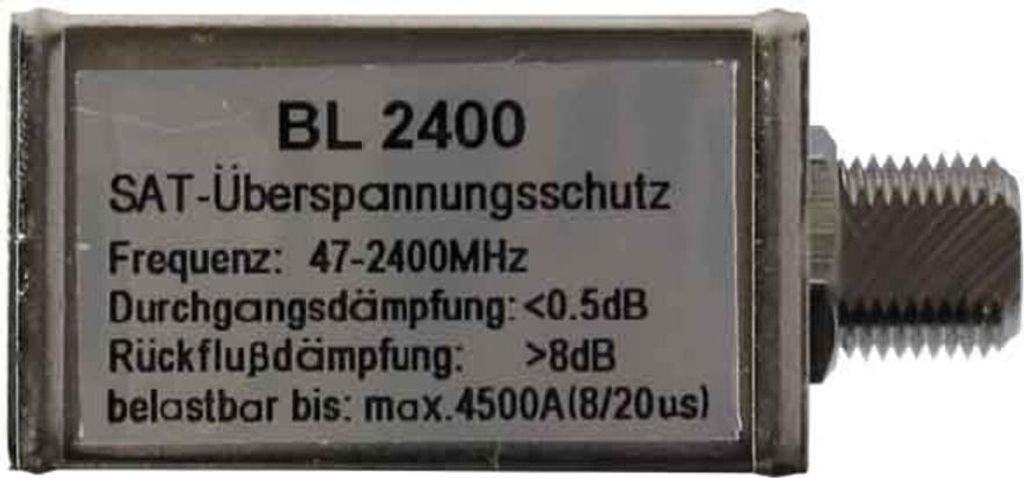 BL 2400
SAT-Überspannungsschutz
Frequenz: 47-2400MHz
Durchgangsdämpfung: <0.5dB
Rückflußdämpfung: >8dB
belastbar bis: max.4500A(8/20us)